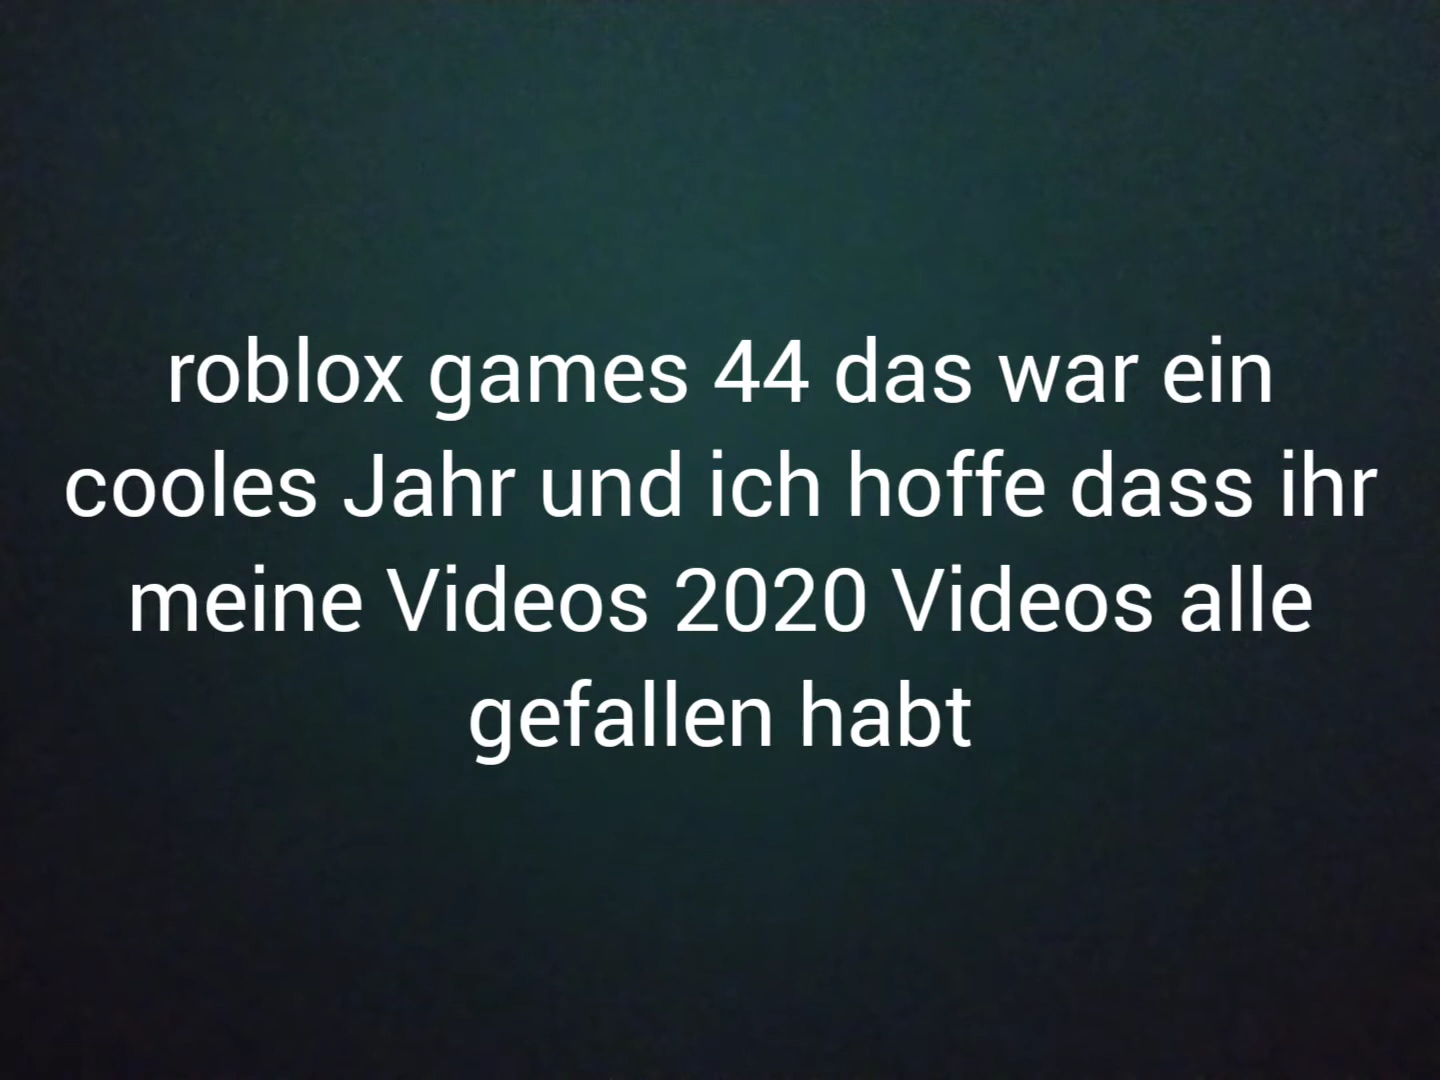 roblox games 44 das war ein
cooles Jahr und ich hoffe dass ihr
meine Videos 2020 Videos alle
gefallen habt